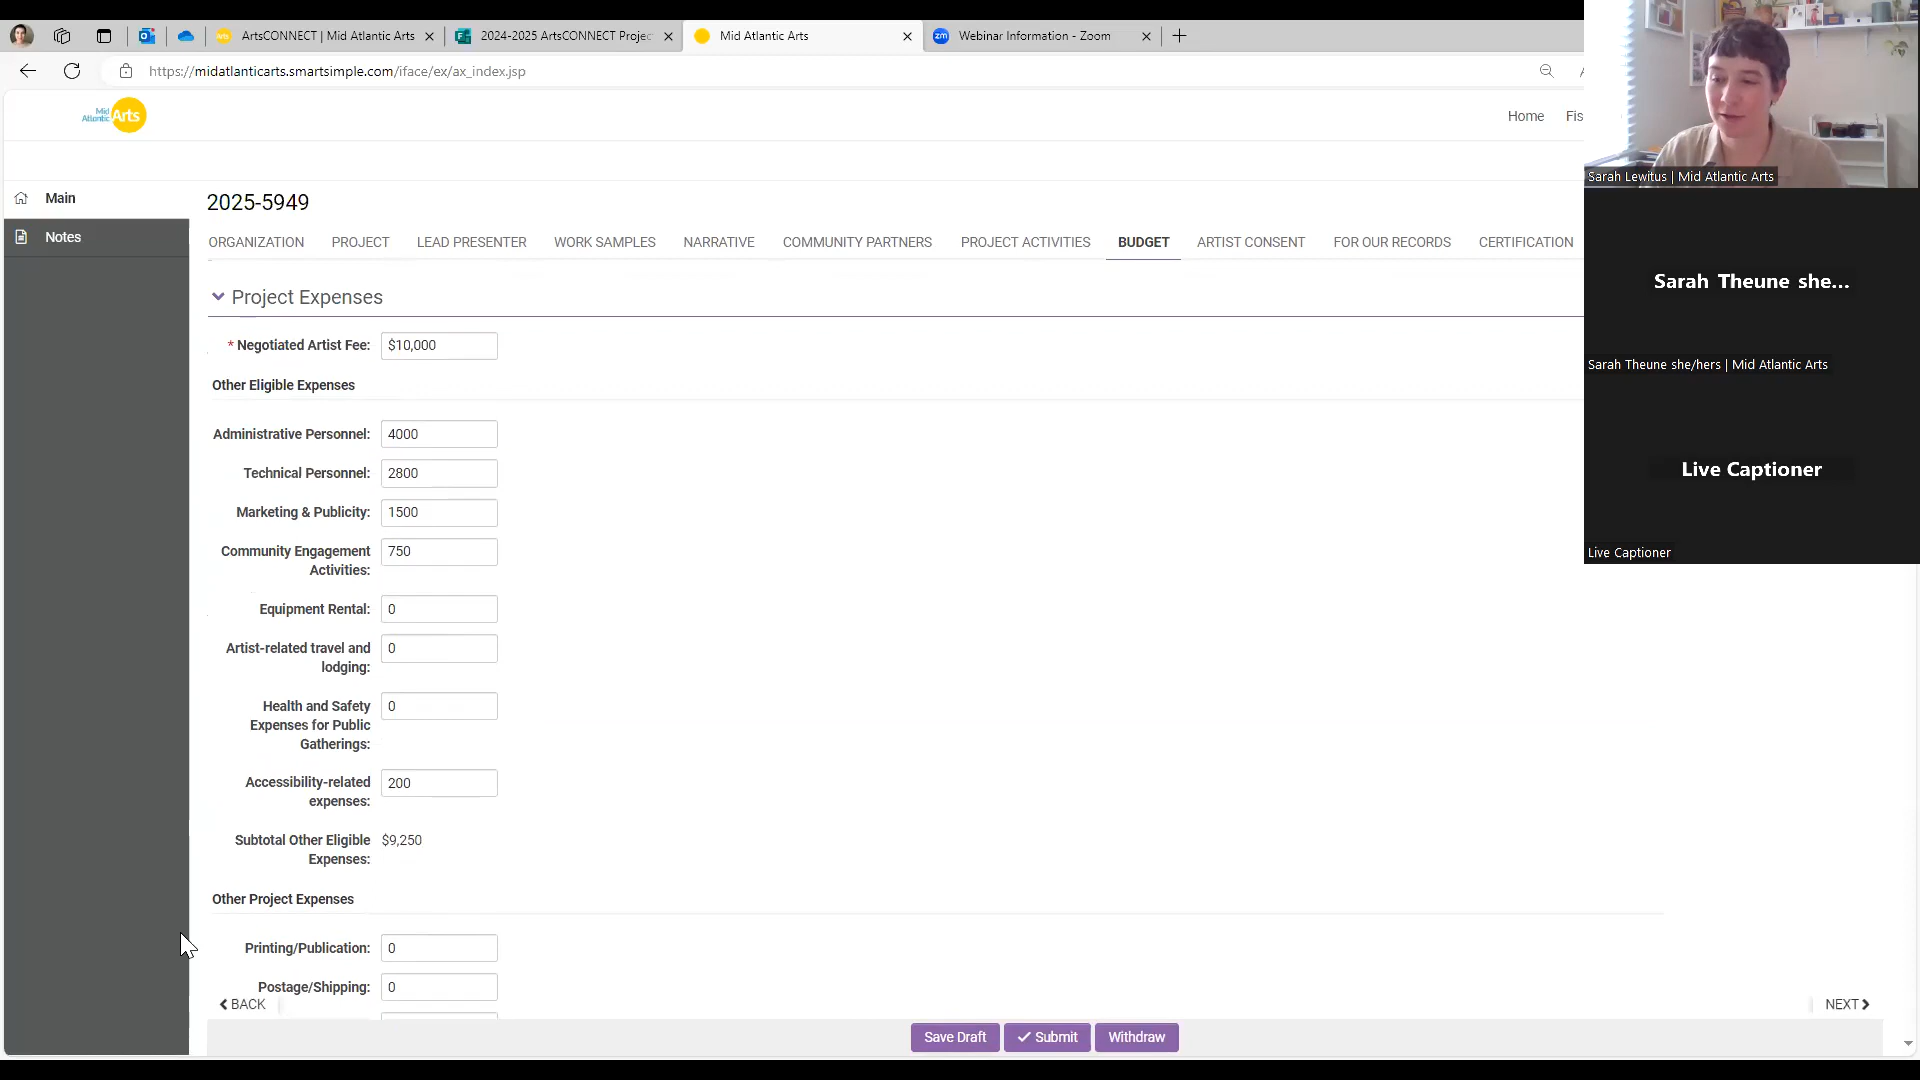 ArtsCONNECT | Mid Atlantic Arts
2024-2025 ArtsCONNECT Projec
Mid Atlantic Arts
zm
Webinar Information - Zoom
https://midatlanticarts.smartsimple.com/iface/ex/ax_index.jsp
Mid
Atlantic
Arts
Home
Fis
Main
Notes
2025-5949
ORGANIZATION
PROJECT
LEAD PRESENTER
WORK SAMPLES
NARRATIVE
COMMUNITY PARTNERS
PROJECT ACTIVITIES
BUDGET
ARTIST CONSENT
FOR OUR RECORDS
CERTIFICATION
Project Expenses
* Negotiated Artist Fee: $10,000
Other Eligible Expenses
Administrative Personnel: 4000
Technical Personnel: 2800
Marketing & Publicity: 1500
Community Engagement 750
Activities:
Equipment Rental: 0
Artist-related travel and 0
lodging:
Health and Safety 0
Expenses for Public
Gatherings:
Accessibility-related 200
expenses:
Subtotal Other Eligible $9,250
Expenses:
Other Project Expenses
Printing/Publication: 0
Postage/Shipping: 0
BACK
NEXT
Save Draft
Submit
Withdraw
Sarah Lewitus | Mid Atlantic Arts
Sarah Theune she...
Sarah Theune she/hers | Mid Atlantic Arts
Live Captioner
Live Captioner